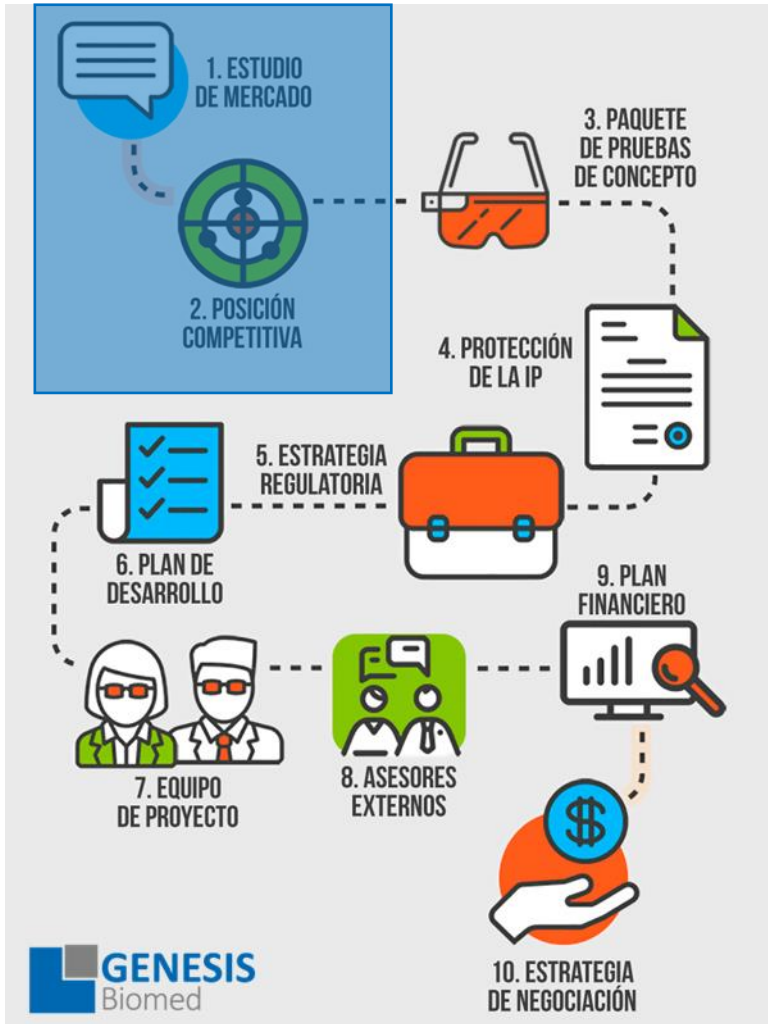 1. ESTUDIO
DE MERCADO
2. POSICIÓN
COMPETITIVA
3. PAQUETE
DE PRUEBAS
DE CONCEPTO
4. PROTECCIÓN
DE LA IP
5. ESTRATEGIA
REGULATORIA
6. PLAN DE
DESARROLLO
7. EQUIPO
DE PROYECTO
8. ASESORES
EXTERNOS
9. PLAN
FINANCIERO
$
10. ESTRATEGIA
DE NEGOCIACIÓN
GENESIS
Biomed